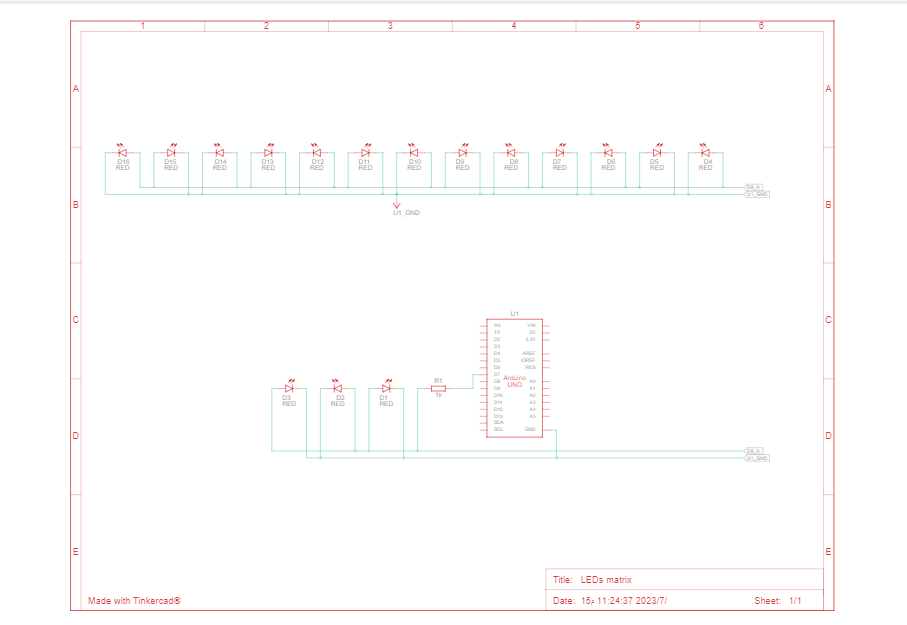 1 2 3 4 5 6
A A
D16 D15 D14 D13 D12 D11 D10 D9 D8 D7 D6 D5 D4
RED RED RED RED RED RED RED RED RED RED RED RED RED
D8_A
U1_GND
B B
U1_GND
U1
C C
RX VIN
TX 5V
D2 3.3V
D3
D4 AREF
D5 IOREF
D6 RES
D7
D8 A0
D9 A1
D10 A2
D11 A3
D12 A4
D13 A5
SDA
SCL GND
Arduino
UNO
R1
1k
D3 D2 D1
RED RED RED
D D
D8_A
U1_GND
E E
Title: LEDs matrix
Made with Tinkercad®
Date: 15م 11:24:37 2023/7/ Sheet: 1/1